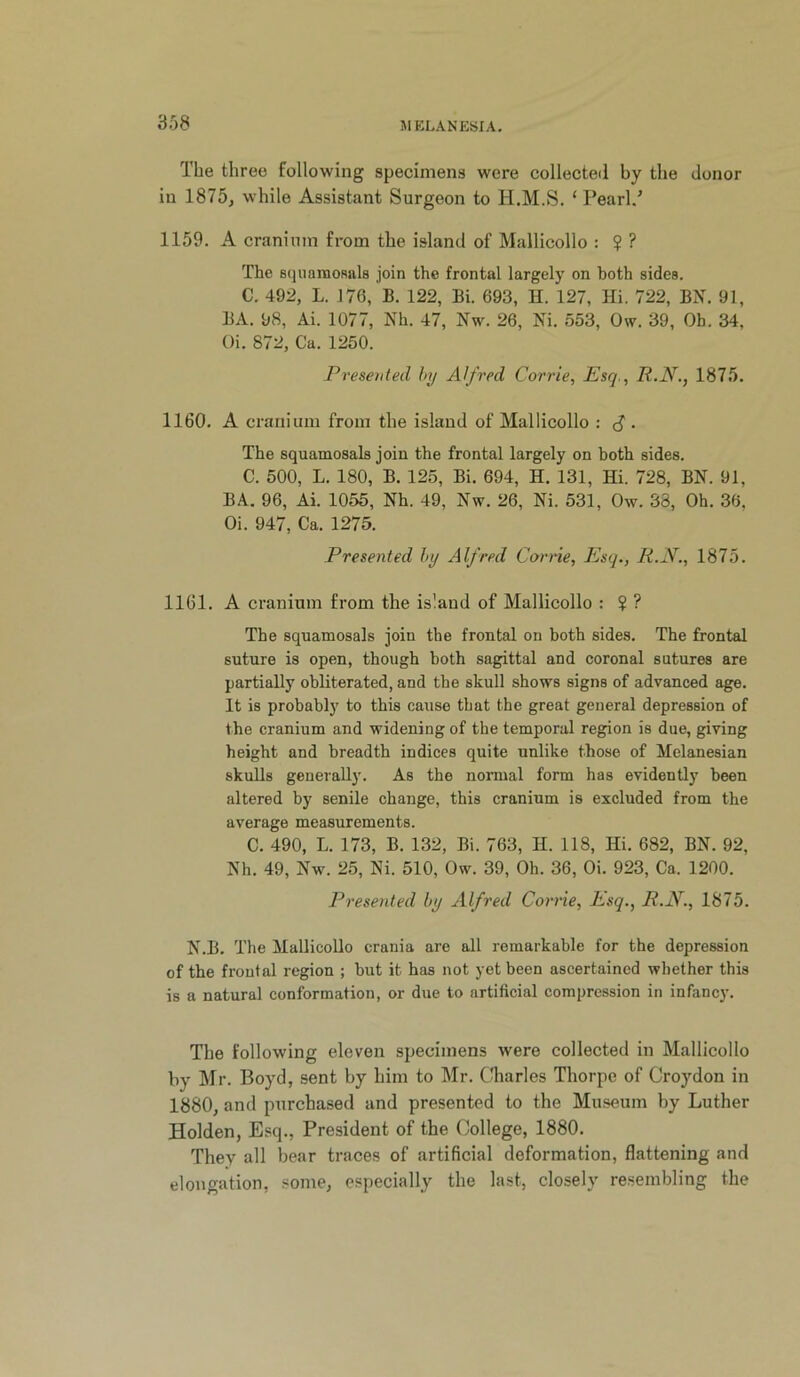 358
MELANESIA.
The three following specimens were collected by the donor
in 1875, while Assistant Surgeon to H.M.S. ‘Pearl.’
1159. A cranium from the island of Mallicollo : ♀ ?
The squamosals join the frontal largely on both sides.
C. 492, L. 176, B. 122, Bi. 693, H. 127, Hi. 722, BN. 91,
BA. 98, Ai. 1077, Nh. 47, Nw. 26, Ni. 553, Ow. 39, Oh. 34,
Oi. 872, Ca. 1250.
Presented by Alfred Corrie, Esq., R.N., 1875.
1160. A cranium from the island of Mallicollo : ♂.
The squamosals join the frontal largely on both sides.
C. 500, L. 180, B. 125, Bi. 694, H. 131, Hi. 728, BN. 91,
BA. 96, Ai. 1055, Nh. 49, Nw. 26, Ni. 531, Ow. 38, Oh. 36,
Oi. 947, Ca. 1275.
Presented by Alfred Corrie, Esq., R.N., 1875.
1161. A cranium from the island of Mallicollo : ♀ ?
The squamosals join the frontal on both sides. The frontal
suture is open, though both sagittal and coronal sutures are
partially obliterated, and the skull shows signs of advanced age.
It is probably to this cause that the great general depression of
the cranium and widening of the temporal region is due, giving
height and breadth indices quite unlike those of Melanesian
skulls generally. As the normal form has evidently been
altered by senile change, this cranium is excluded from the
average measurements.
C. 490, L. 173, B. 132, Bi. 763, H. 118, Hi. 682, BN. 92,
Nh. 49, Nw. 25, Ni. 510, Ow. 39, Oh. 36, Oi. 923, Ca. 1200.
Presented by Alfred Corrie, Esq., R.N., 1875.
N.B. The Mallicollo crania are all remarkable for the depression
of the frontal region ; but it has not yet been ascertained whether this
is a natural conformation, or due to artificial compression in infancy.
The following eleven specimens were collected in Mallicollo
by Mr. Boyd, sent by him to Mr. Charles Thorpe of Croydon in
1880, and purchased and presented to the Museum by Luther
Holden, Esq., President of the College, 1880.
They all bear traces of artificial deformation, flattening and
elongation, some, especially the last, closely resembling the